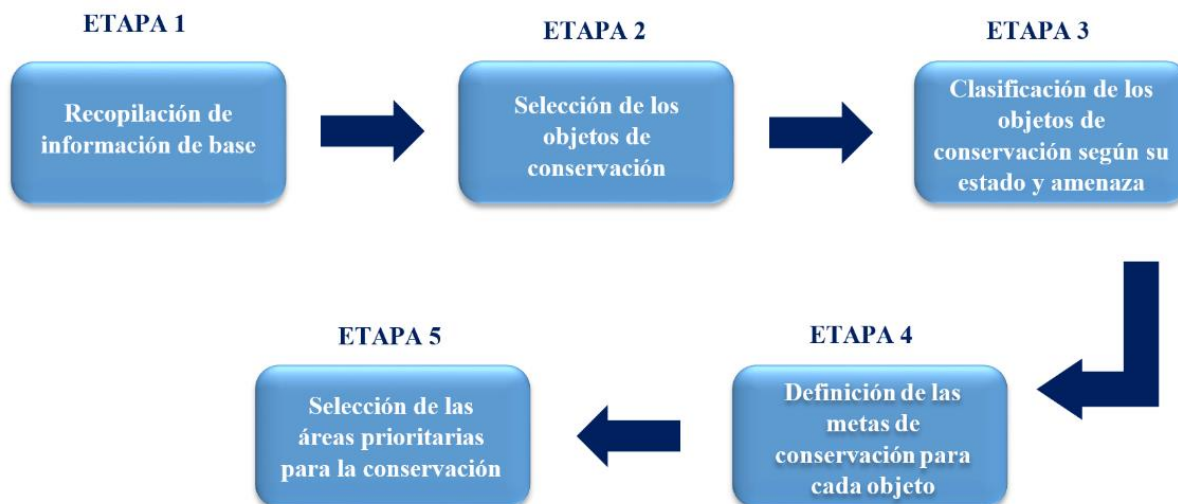 ETAPA 1
Recopilación de
información de base
ETAPA 2
Selección de los
objetos de
conservación
ETAPA 3
Clasificación de los
objetos de
conservación según su
estado y amenaza
ETAPA 4
Definición de las
metas de
conservación para
cada objeto
ETAPA 5
Selección de las
áreas prioritarias
para la conservación